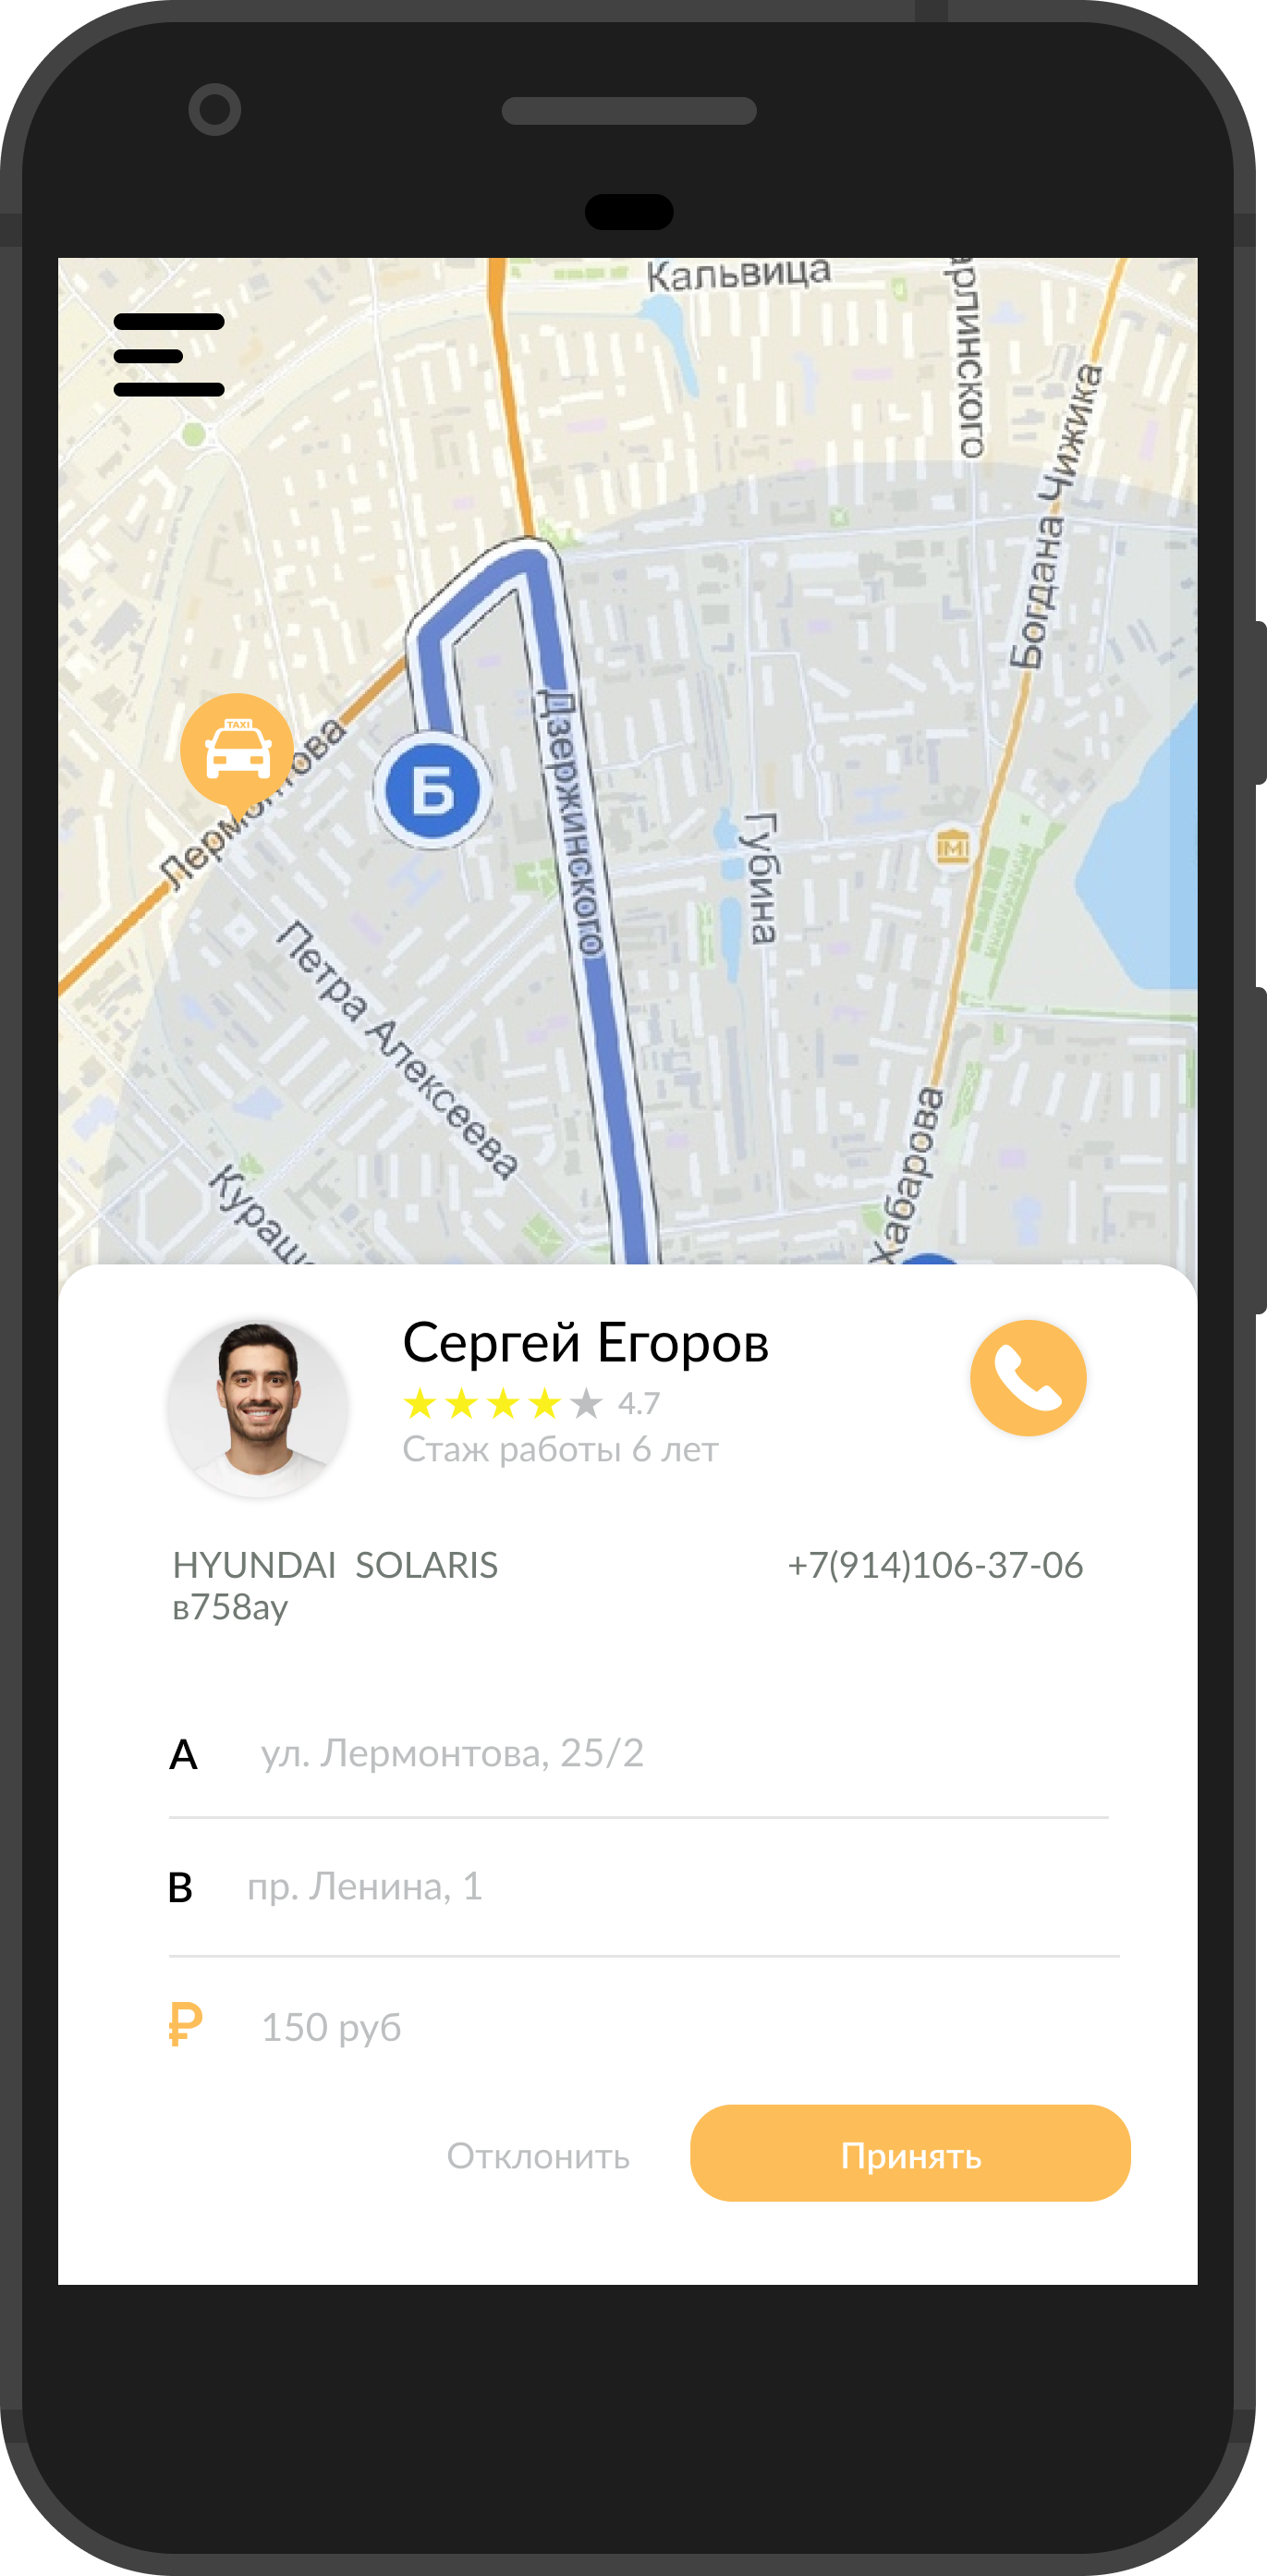 Кальвица
арлинского
Богдана Чижика
TAXI
Лермонтова
Б
Дзержинского
Губина
Петра Алексеева
Хабарова
Кураш
Сергей Егоров
4.7
Стаж работы 6 лет
HYUNDAI SOLARIS
+7(914)106-37-06
в758ау
A ул. Лермонтова, 25/2
B пр. Ленина, 1
₽ 150 руб
Отклонить
Принять